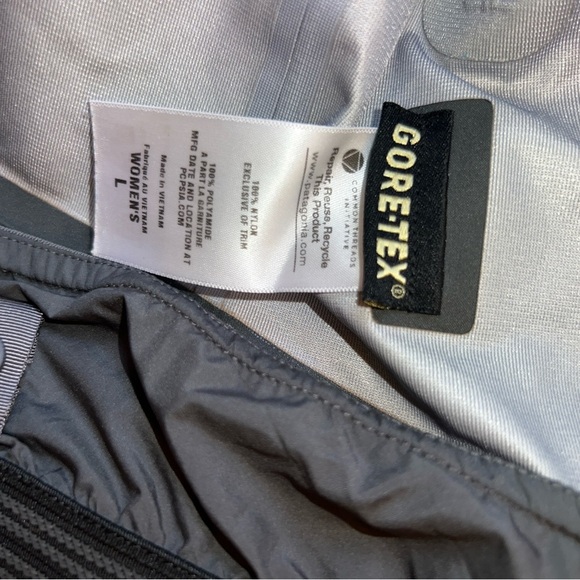 GORE-TEX®
COMMON THREADS
INITIATIVE
Repair, Reuse, Recycle
This Product
www.patagonia.com
100% NYLON
EXCLUSIVE OF TRIM
100% POLYAMIDE
A PART LA GARNITURE
MFG DATE AND LOCATION AT
PCPSIA.COM
Made in VIETNAM
Fabriqué AU VIETNAM
WOMEN'S
L